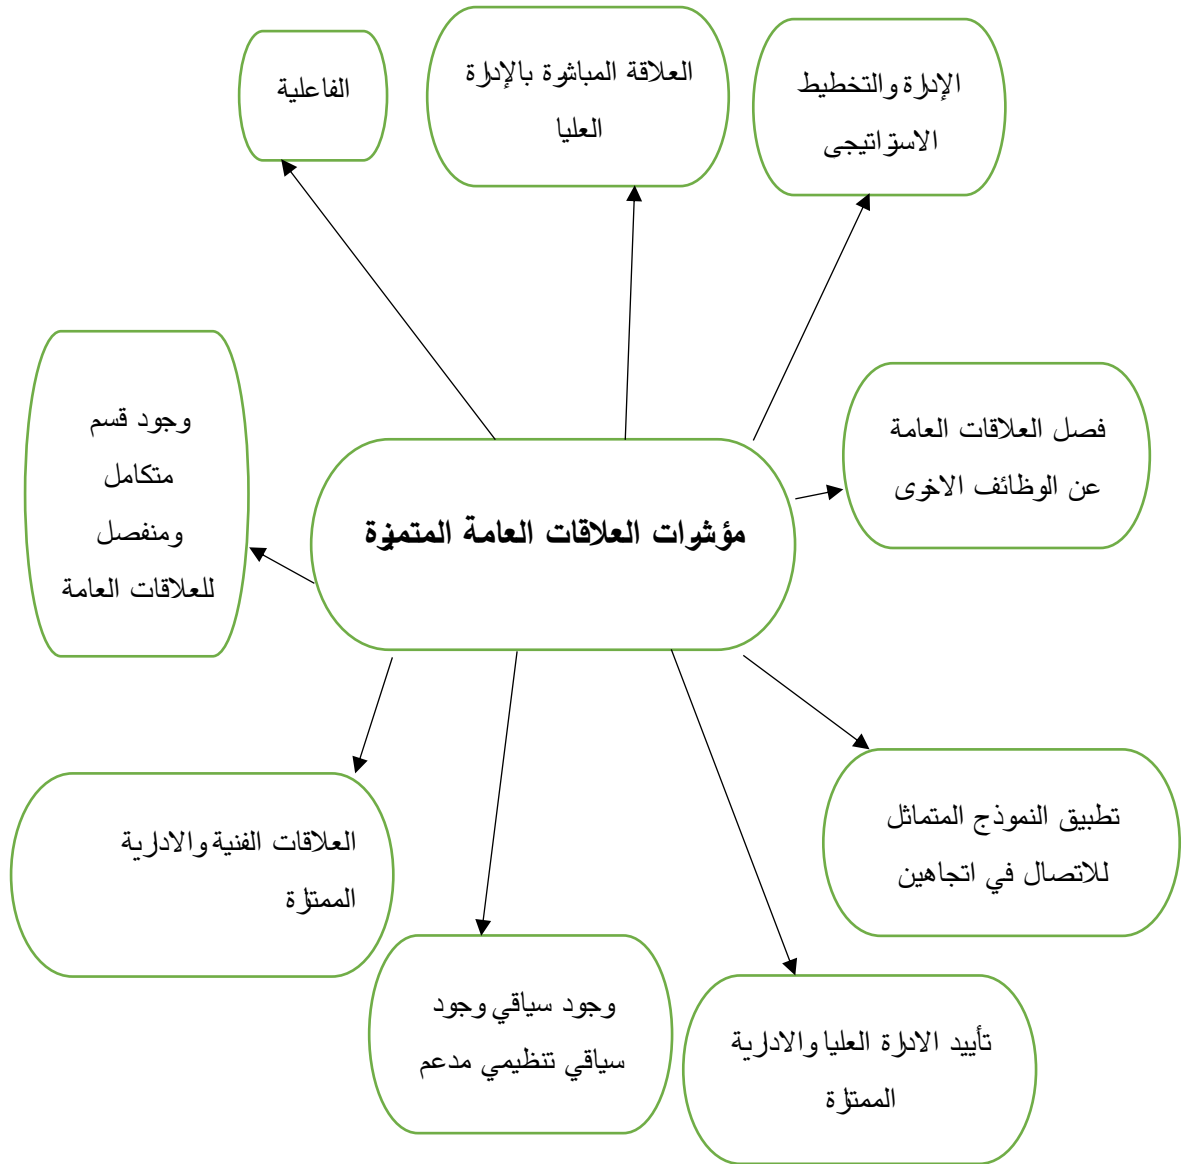 الإدارة والتخطيط
الاستراتيجى
العلاقة المباشرة بالإدارة
العليا
الفاعلية
فصل العلاقات العامة
عن الوظائف الاخرى
مؤشرات العلاقات العامة المتميزة
وجود قسم
متكامل
ومنفصل
للعلاقات العامة
تطبيق النموذج المتماثل
للاتصال في اتجاهين
العلاقات الفنية والادارية
الممتازة
وجود سياقي وجود
سياقي تنظيمي مدعم
تأييد الادارة العليا والادارية
الممتازة